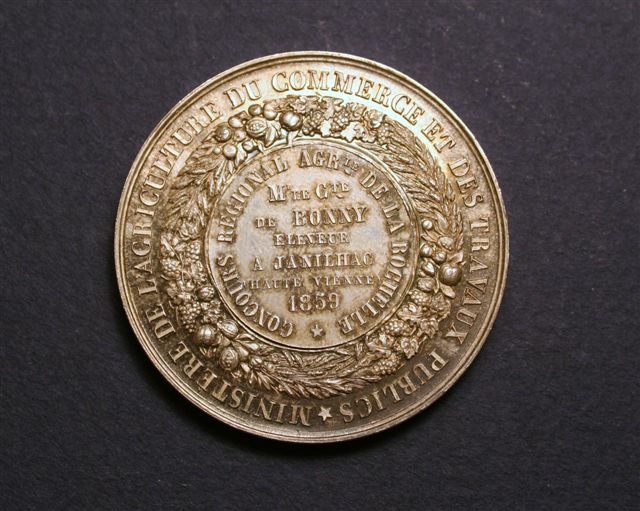 MINISTERE DE L'AGRICULTURE DU COMMERCE ET DES TRAVAUX PUBLICS
CONCOURS RÉGIONAL AGRLE DE LA ROCHELLE
MR LE CTE
DE BONNY
ELEVEUR
A JANILHAC
HAUTE VIENNE
1859